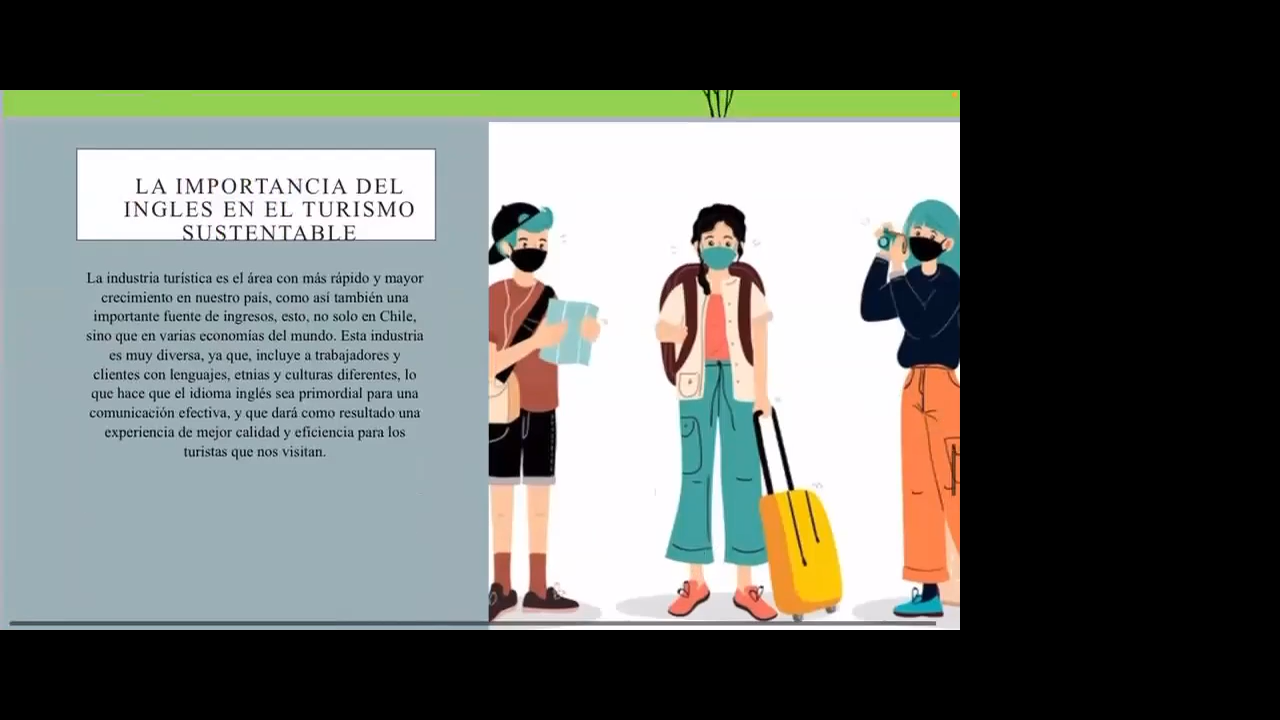 LA IMPORTANCIA DEL
INGLES EN EL TURISMO
SUSTENTABLE
La industria turística es el área con más rápido y mayor
crecimiento en nuestro país, como así también una
importante fuente de ingresos, esto, no solo en Chile,
sino que en varias economías del mundo. Esta industria
es muy diversa, ya que, incluye a trabajadores y
clientes con lenguajes, etnias y culturas diferentes, lo
que hace que el idioma inglés sea primordial para una
comunicación efectiva, y que dará como resultado una
experiencia de mejor calidad y eficiencia para los
turistas que nos visitan.